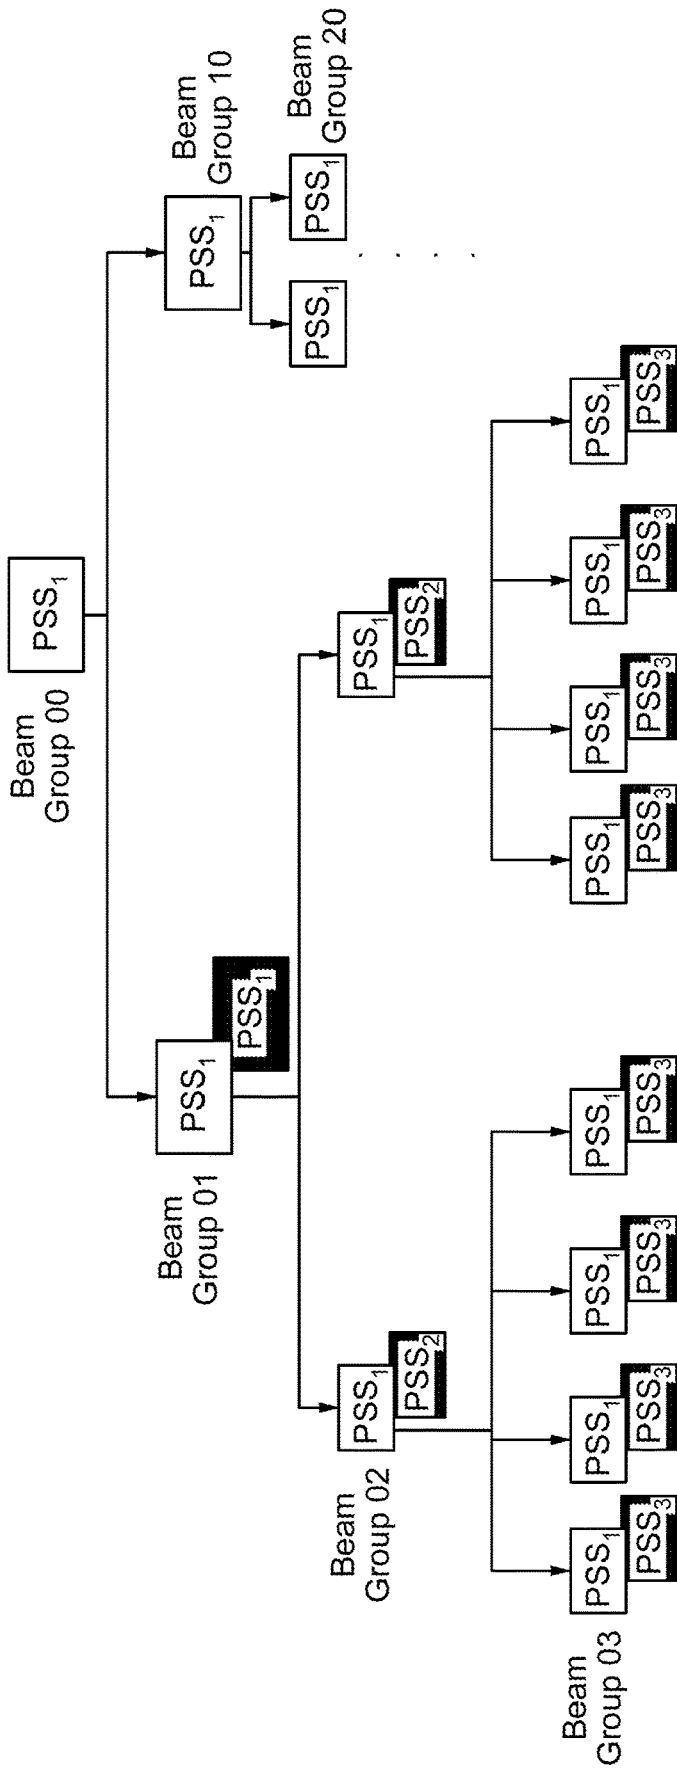 Beam
Group 00
PSS₁
Beam
Group 01
PSS₁
PSS₁
PSS₁
Beam
Group 10
PSS₁
PSS₁
Beam
Group 20
Beam
Group 02
PSS₁
PSS₂
PSS₁
PSS₂
Beam
Group 03
PSS₁
PSS₃
PSS₁
PSS₃
PSS₁
PSS₃
PSS₁
PSS₃
PSS₁
PSS₃
PSS₁
PSS₃
PSS₁
PSS₃
PSS₁
PSS₃